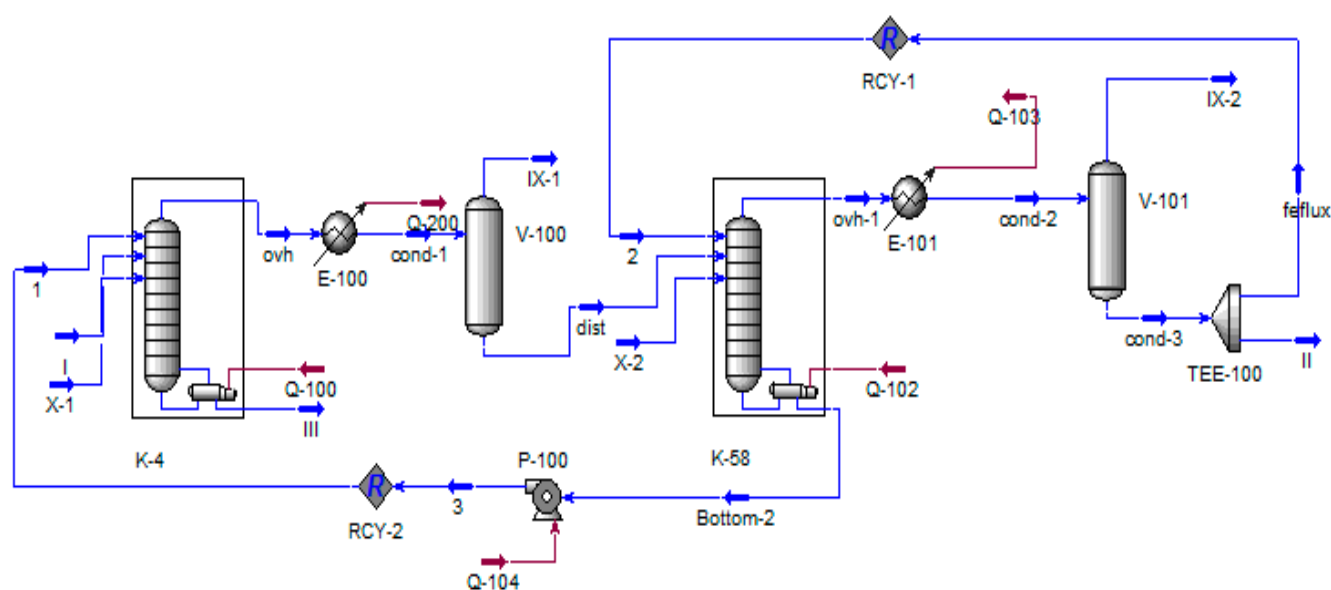 R
RCY-1
IX-2
Q-103
IX-1
V-101
Q-200
V-100
ovh-1
cond-2
feflux
E-101
ovh
cond-1
E-100
2
1
dist
I
X-2
cond-3
TEE-100
II
X-1
Q-100
Q-102
III
K-4
P-100
K-58
R
3
Bottom-2
RCY-2
Q-104